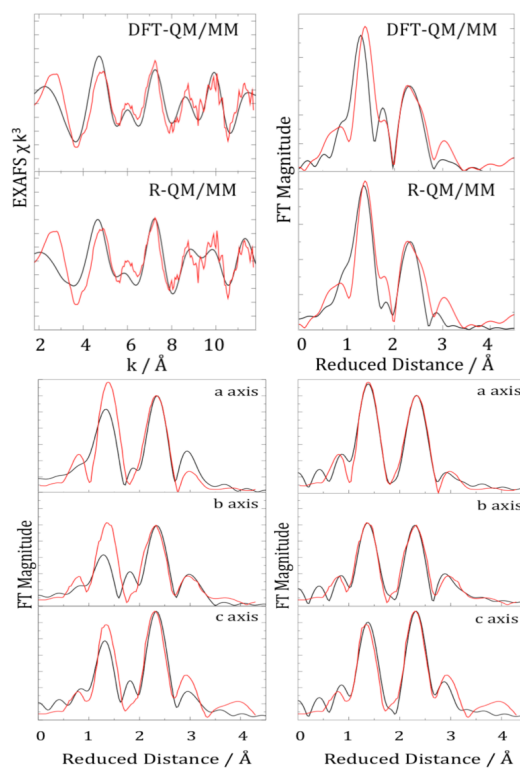 DFT-QM/MM
DFT-QM/MM
EXAFS χk³
FT Magnitude
R-QM/MM
R-QM/MM
2 4 6 8 10
0 1 2 3 4
k / Å
Reduced Distance / Å
a axis
a axis
b axis
b axis
FT Magnitude
FT Magnitude
c axis
c axis
0 1 2 3 4
0 1 2 3 4
Reduced Distance / Å
Reduced Distance / Å